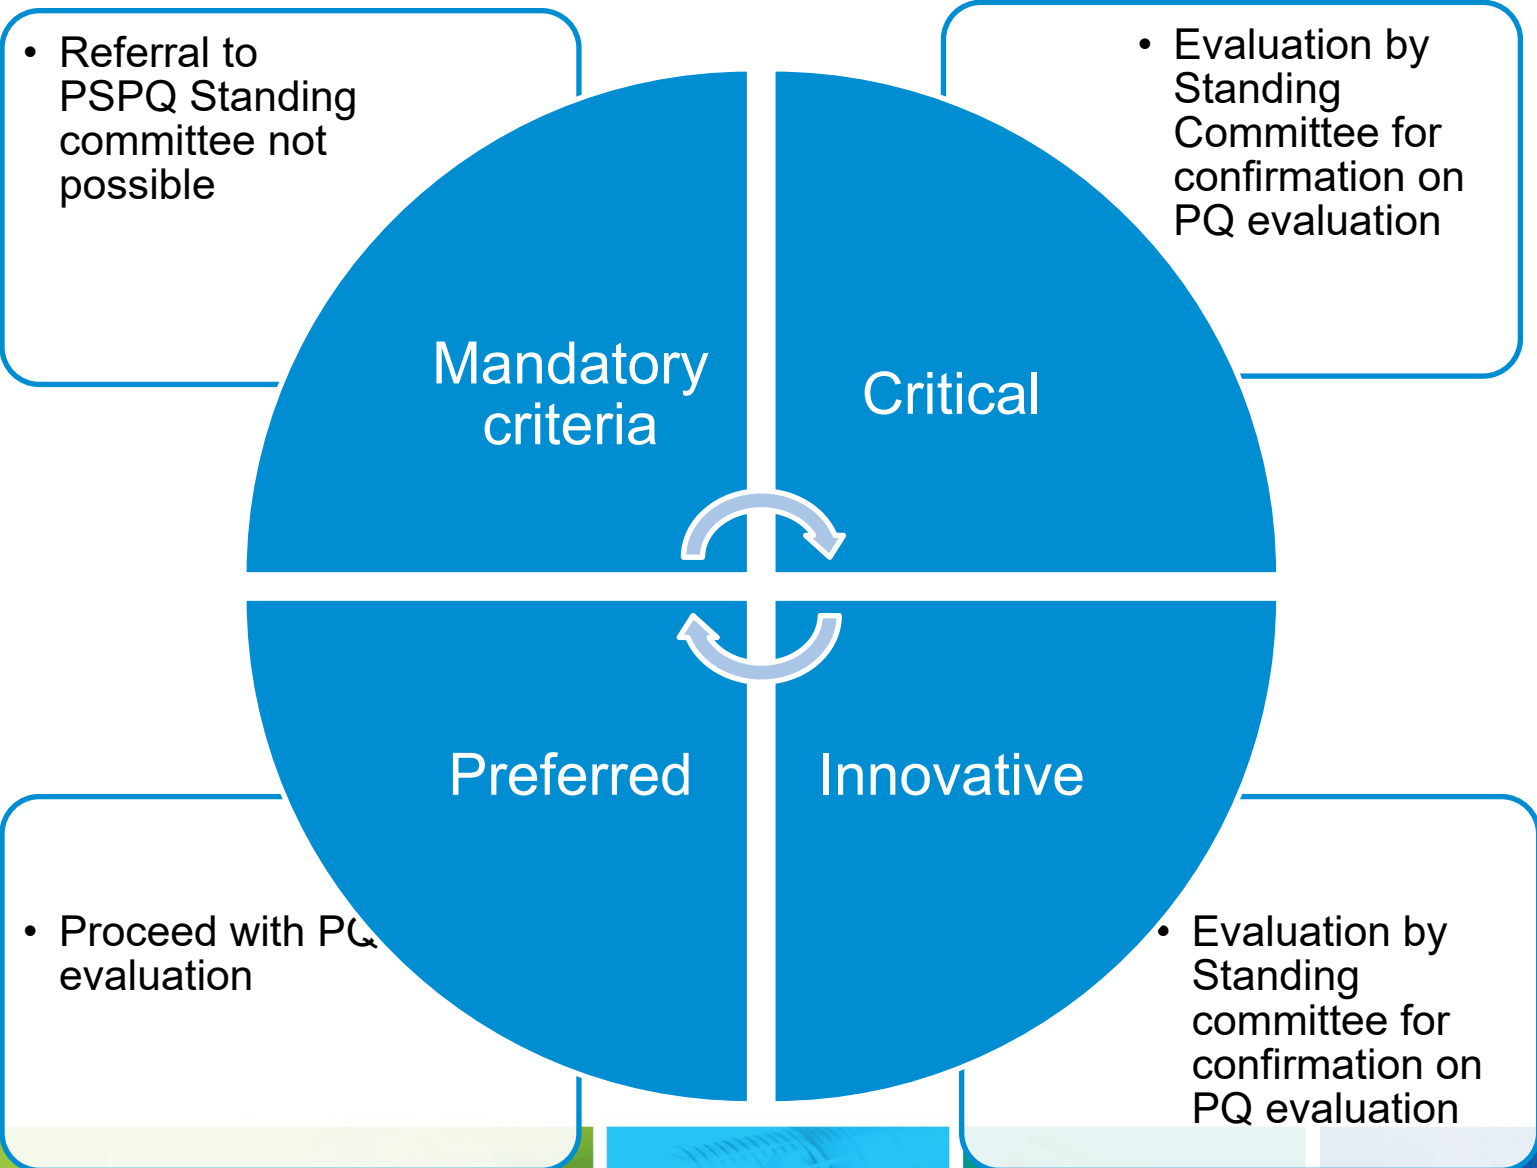 • Referral to
PSPQ Standing
committee not
possible
• Evaluation by
Standing
Committee for
confirmation on
PQ evaluation
Mandatory
criteria
Critical
Preferred
Innovative
• Proceed with PQ
evaluation
• Evaluation by
Standing
committee for
confirmation on
PQ evaluation